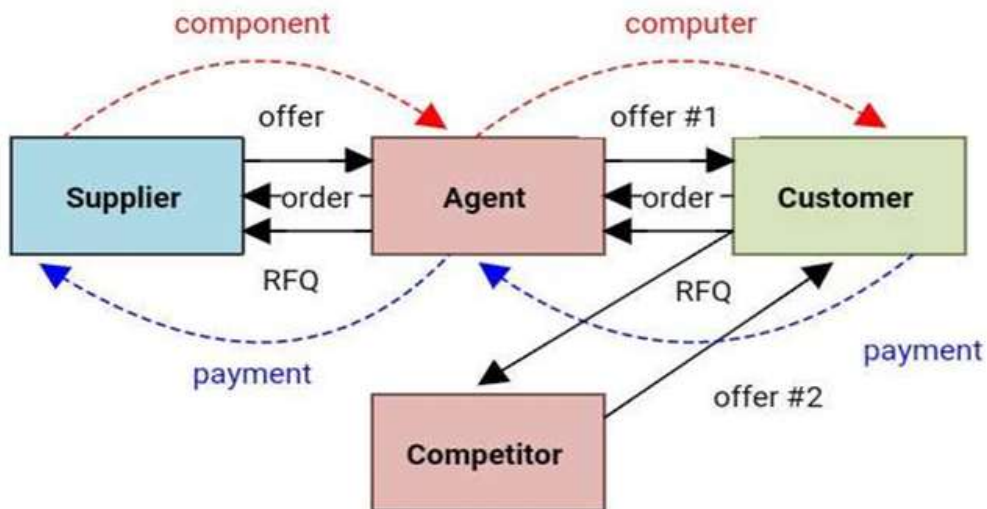 component
computer
offer
offer #1
Supplier
order
Agent
order
Customer
RFQ
RFQ
payment
payment
offer #2
Competitor